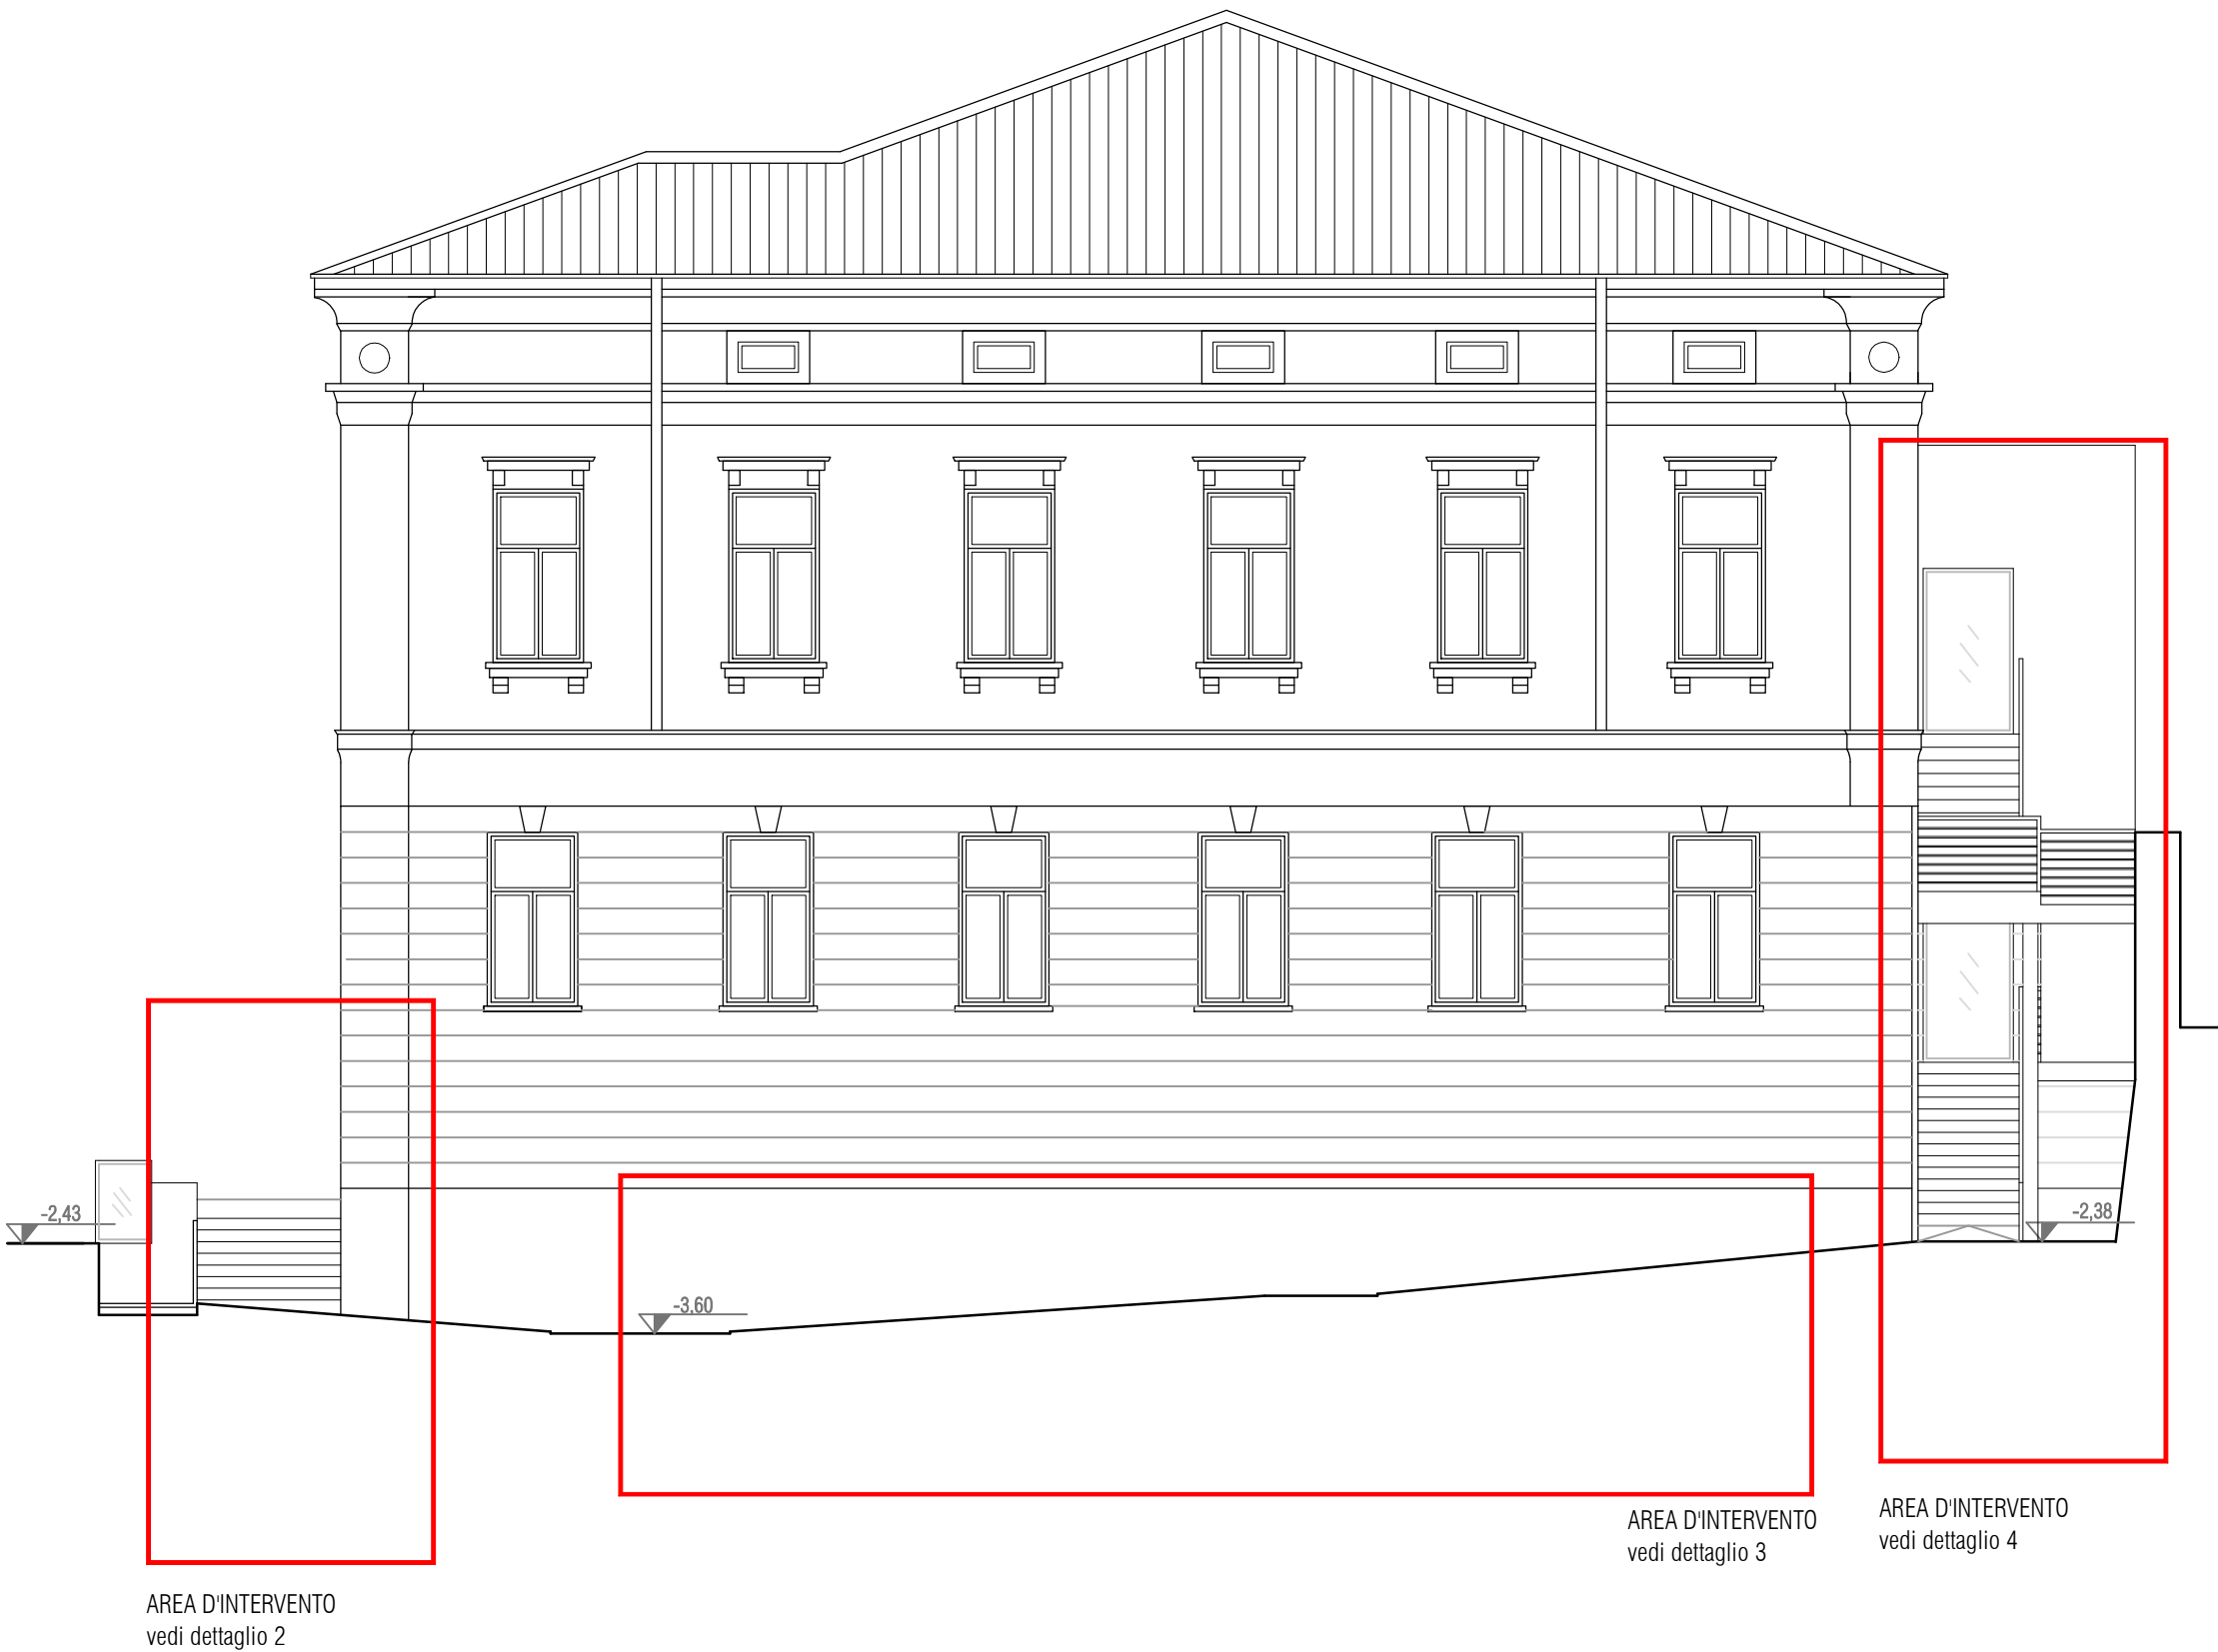 -2,43
-2,38
-3,60
AREA D'INTERVENTO
vedi dettaglio 4
AREA D'INTERVENTO
vedi dettaglio 3
AREA D'INTERVENTO
vedi dettaglio 2